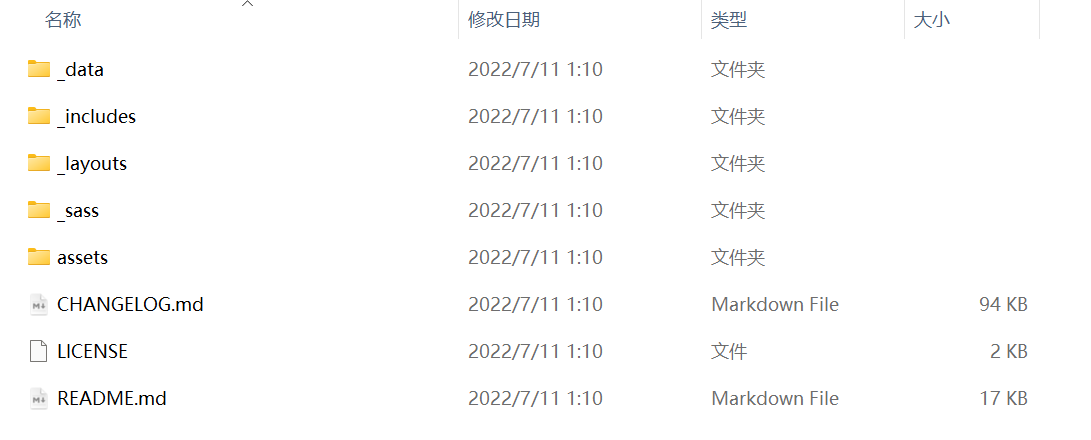 名称 修改日期 类型 大小
_data 2022/7/11 1:10 文件夹
_includes 2022/7/11 1:10 文件夹
_layouts 2022/7/11 1:10 文件夹
_sass 2022/7/11 1:10 文件夹
assets 2022/7/11 1:10 文件夹
CHANGELOG.md 2022/7/11 1:10 Markdown File 94 KB
LICENSE 2022/7/11 1:10 文件 2 KB
README.md 2022/7/11 1:10 Markdown File 17 KB